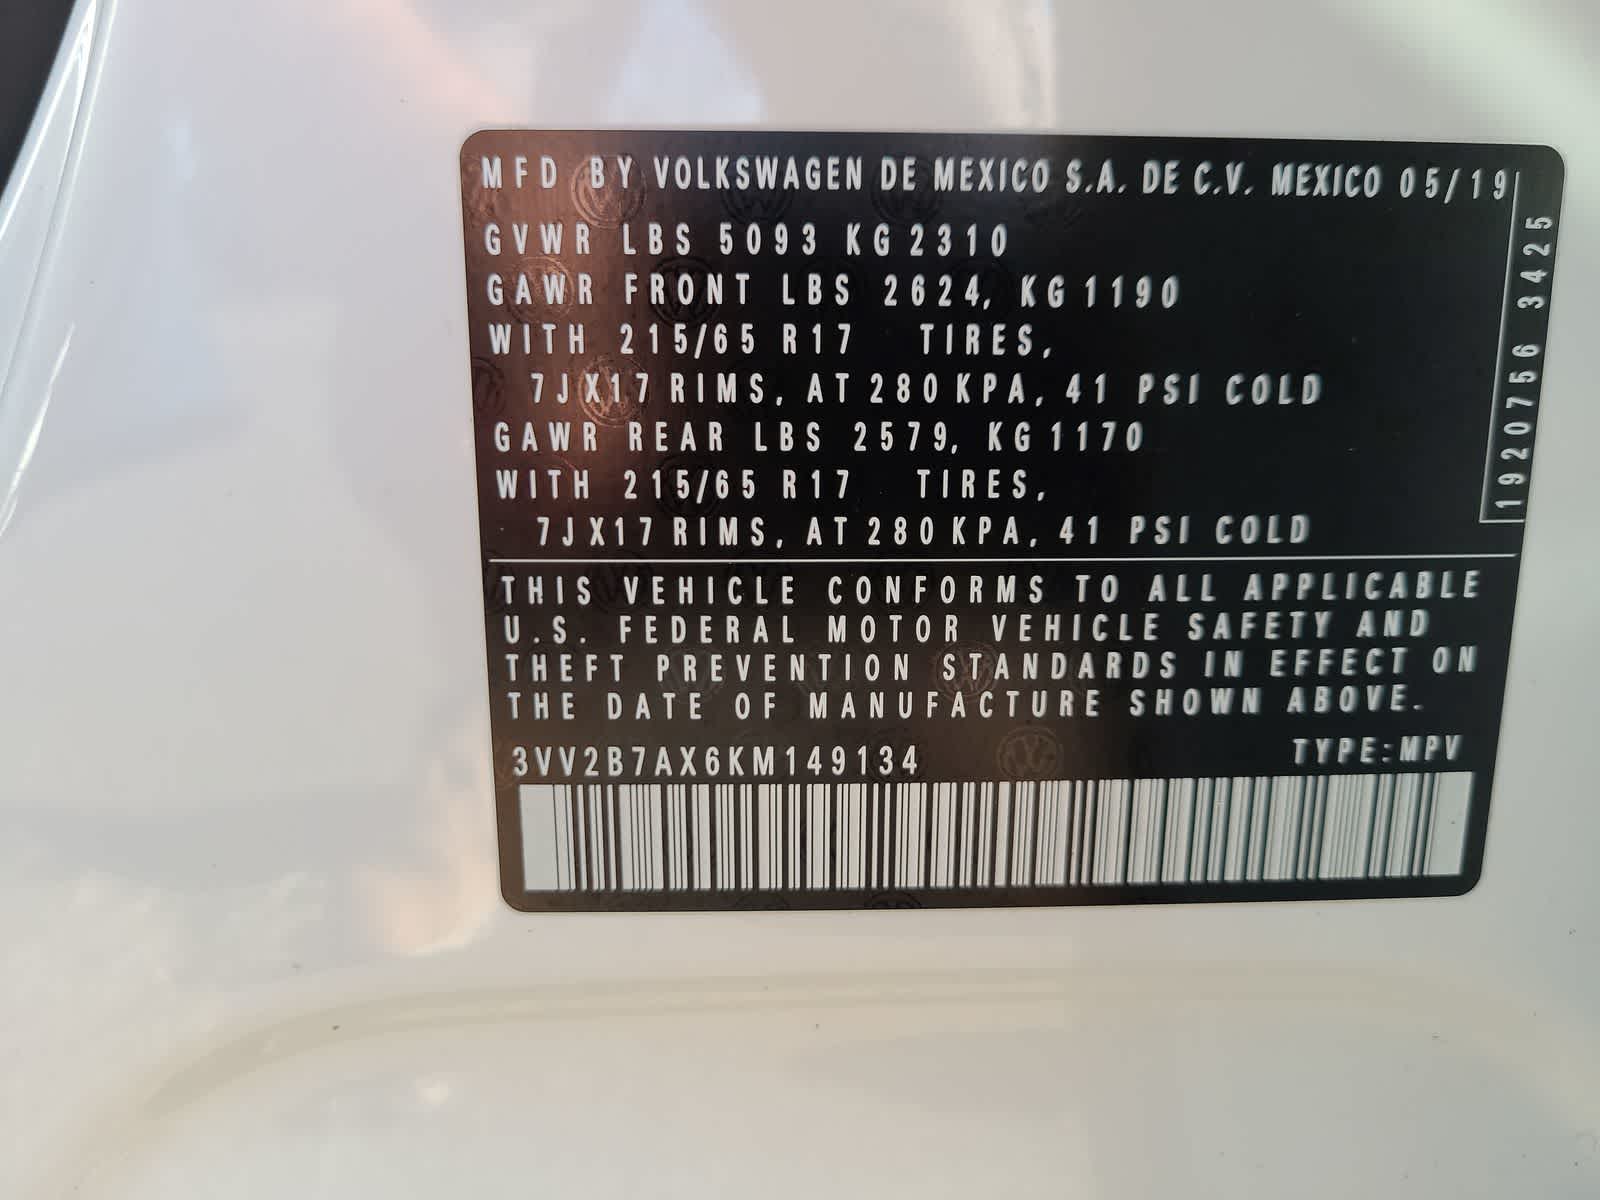 MFD BY VOLKSWAGEN DE MEXICO S.A. DE C.V. MEXICO 05/19
GVWR LBS 5093 KG 2310
GAWR FRONT LBS 2624, KG 1190
WITH 215/65 R17 TIRES,
7JX17 RIMS, AT 280 KPA, 41 PSI COLD
GAWR REAR LBS 2579, KG 1170
WITH 215/65 R17 TIRES,
7JX17 RIMS, AT 280 KPA, 41 PSI COLD
1920756 3425
THIS VEHICLE CONFORMS TO ALL APPLICABLE
U.S. FEDERAL MOTOR VEHICLE SAFETY AND
THEFT PREVENTION STANDARDS IN EFFECT ON
THE DATE OF MANUFACTURE SHOWN ABOVE.
3VV2B7AX6KM149134 TYPE:MPV